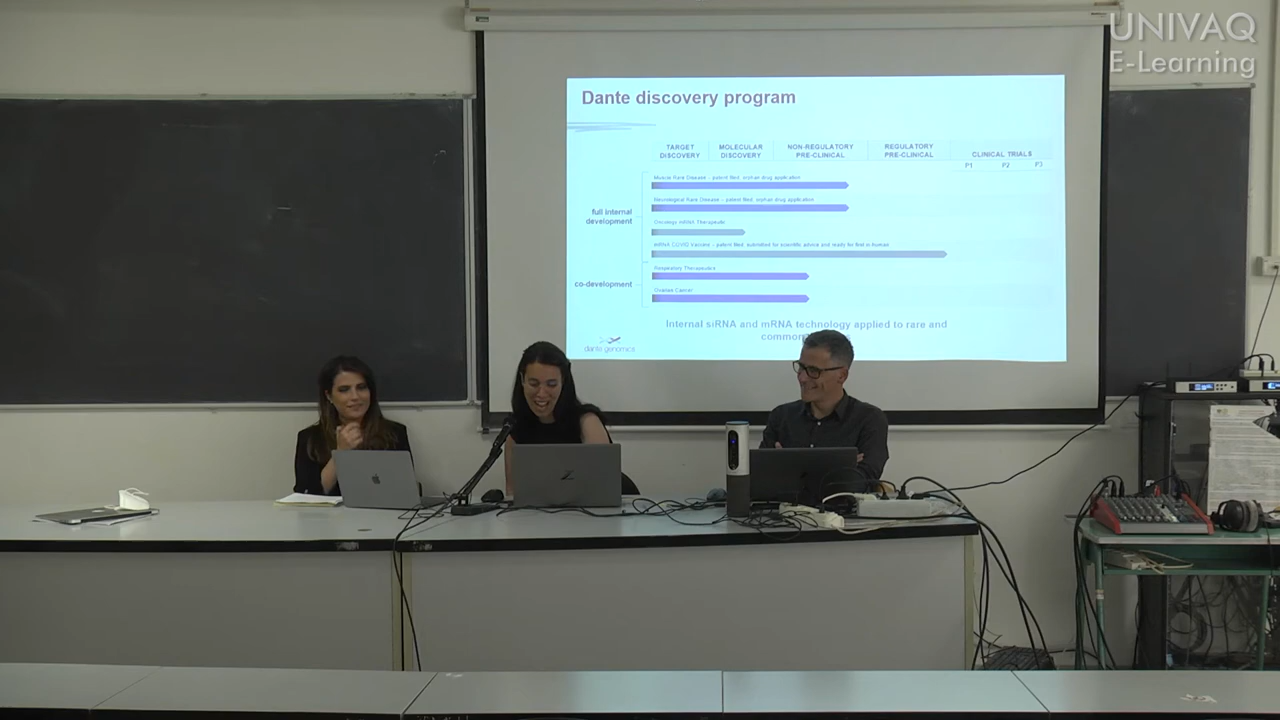 UNIVAQ
E-Learning
Dante discovery program
TARGET DISCOVERY
MOLECULAR DISCOVERY
NON-REGULATORY PRE-CLINICAL
REGULATORY PRE-CLINICAL
CLINICAL TRIALS
P1 P2 P3
full internal development
Muscle Rare Disease - patent filed, orphan drug application
Neurological Rare Disease - patent filed, orphan drug application
Oncology mRNA Therapeutic
mRNA COVID Vaccine - patent filed, submitted for scientific advice and ready for first in human
co-development
Respiratory Therapeutics
Ovarian Cancer
Internal siRNA and mRNA technology applied to rare and
common
dante genomics